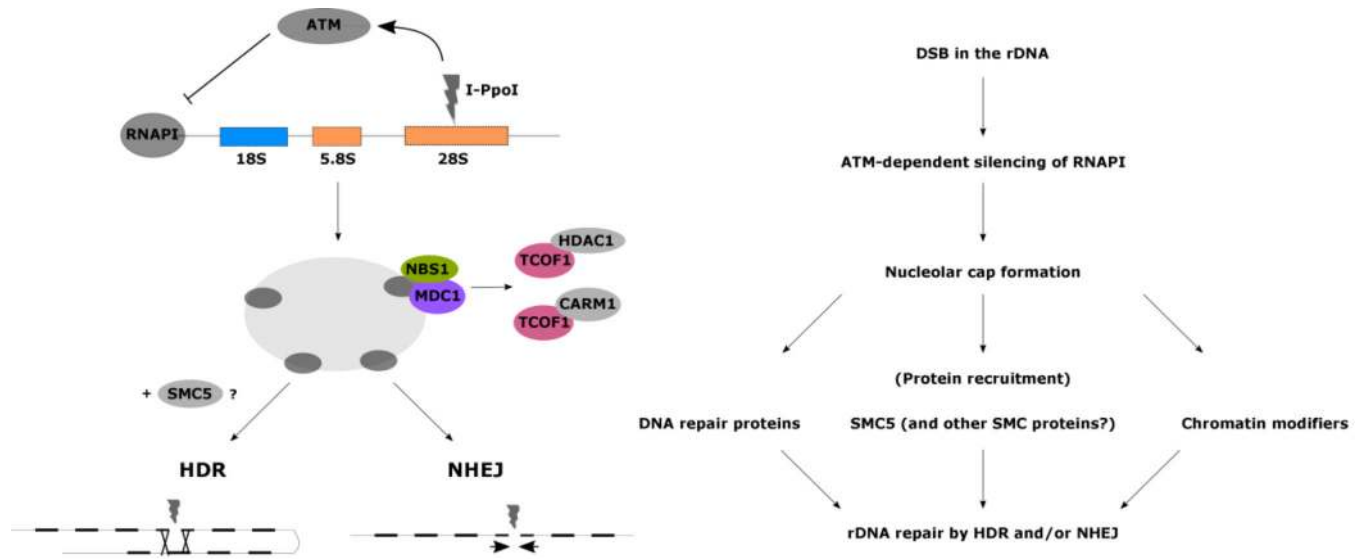 ATM
I-PpoI
RNAPI
18S
5.8S
28S
NBS1
MDC1
HDAC1
TCOF1
CARM1
TCOF1
+ SMC5 ?
HDR
NHEJ
DSB in the rDNA
ATM-dependent silencing of RNAPI
Nucleolar cap formation
(Protein recruitment)
DNA repair proteins
SMC5 (and other SMC proteins?)
Chromatin modifiers
rDNA repair by HDR and/or NHEJ